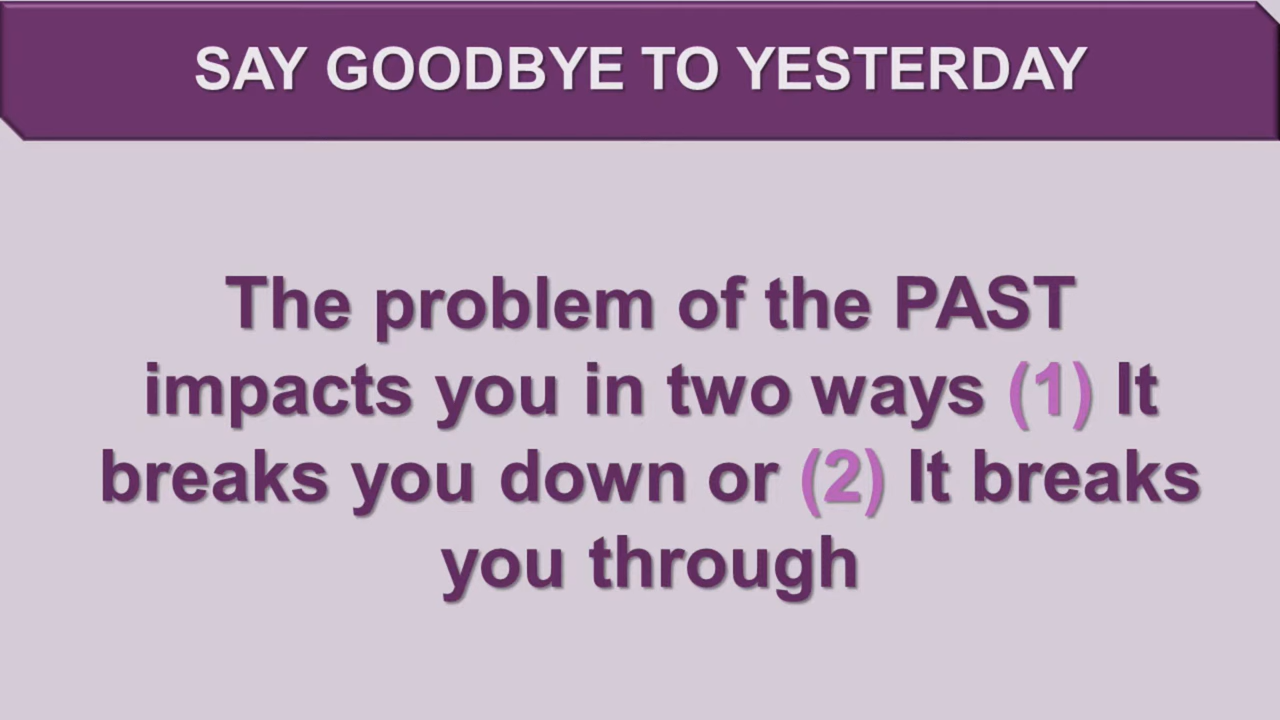 SAY GOODBYE TO YESTERDAY
The problem of the PAST
impacts you in two ways (1) It
breaks you down or (2) It breaks
you through